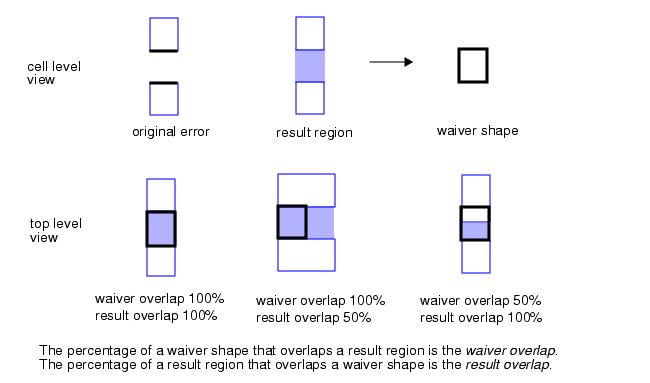 cell level
view
original error
result region
waiver shape
top level
view
waiver overlap 100%
result overlap 100%
waiver overlap 100%
result overlap 50%
waiver overlap 50%
result overlap 100%
The percentage of a waiver shape that overlaps a result region is the waiver overlap.
The percentage of a result region that overlaps a waiver shape is the result overlap.